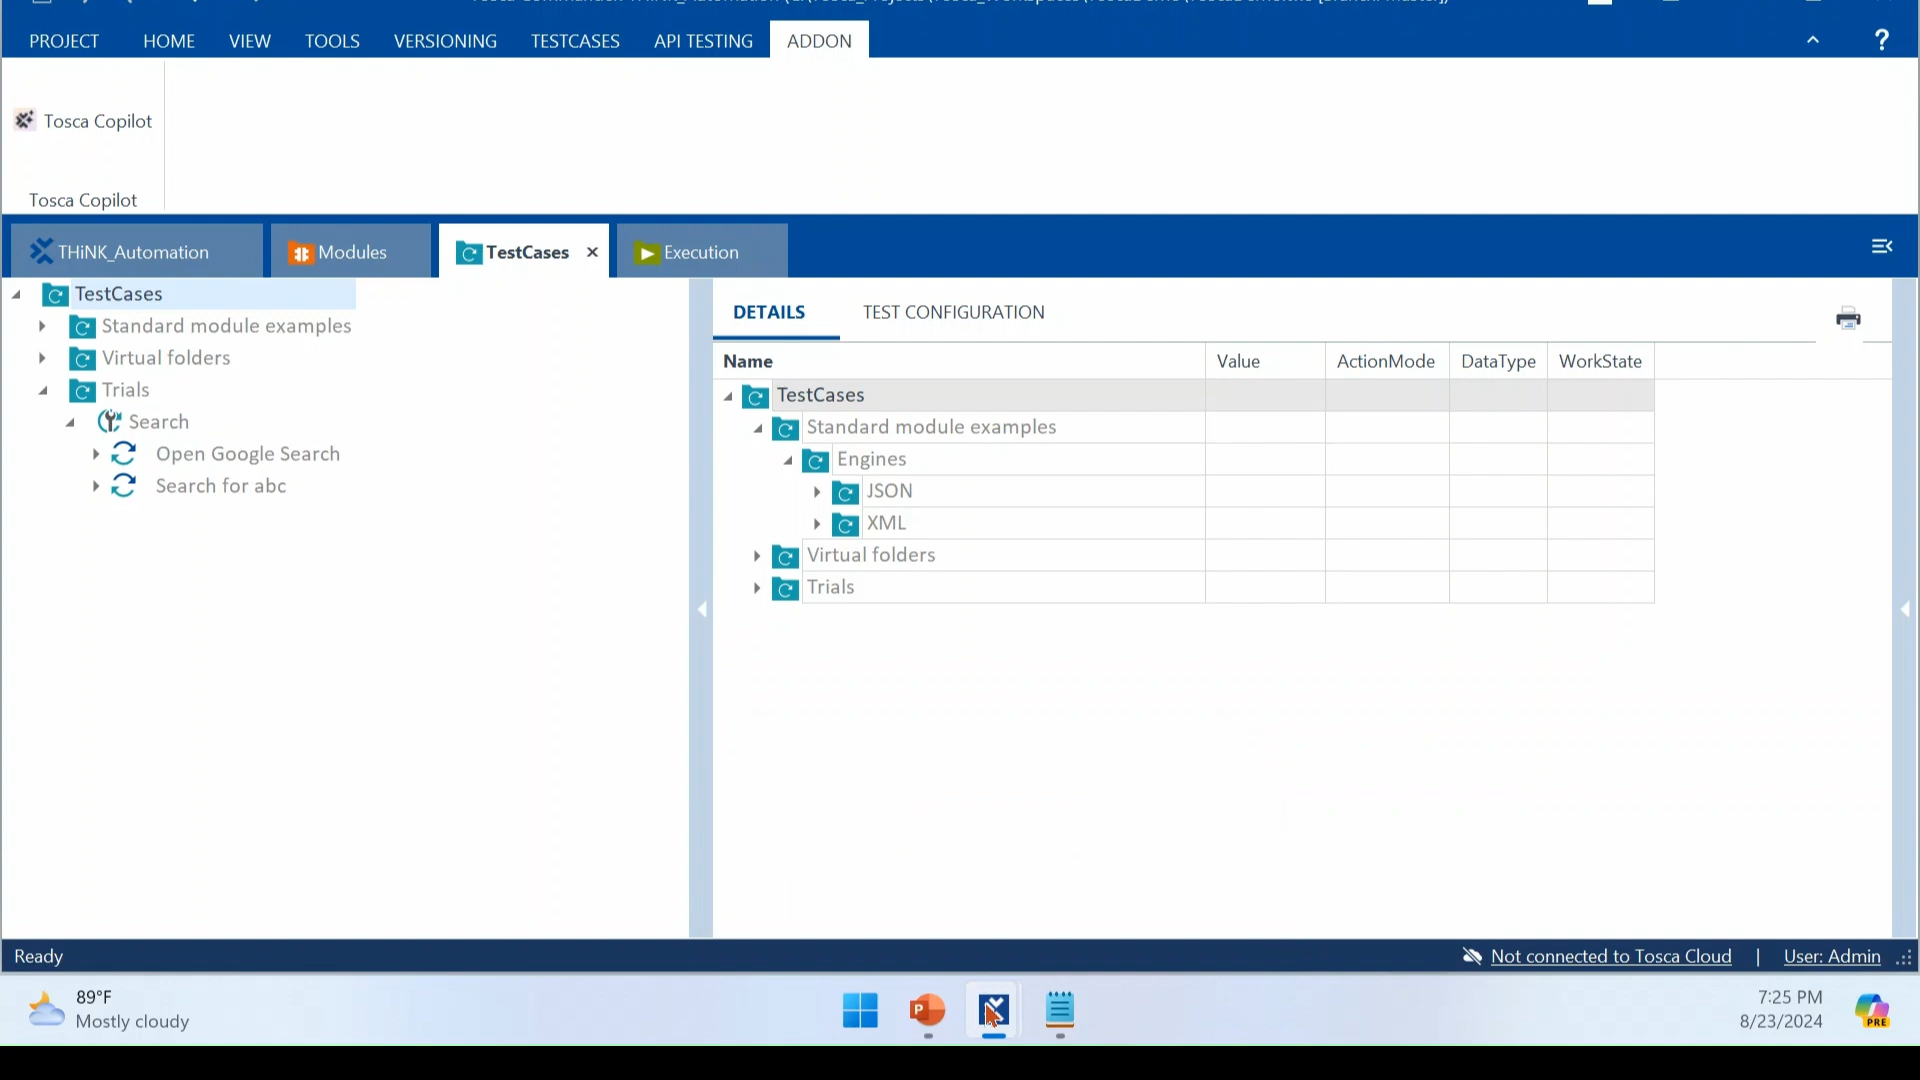 PROJECT HOME VIEW TOOLS VERSIONING TESTCASES API TESTING ADDON ?
Tosca Copilot
Tosca Copilot
THiNK_Automation Modules TestCases Execution
TestCases
Standard module examples
Virtual folders
Trials
Search
Open Google Search
Search for abc
DETAILS TEST CONFIGURATION
Name Value ActionMode DataType WorkState
TestCases
Standard module examples
Engines
JSON
XML
Virtual folders
Trials
Ready Not connected to Tosca Cloud | User: Admin
89°F
Mostly cloudy
P
7:25 PM
8/23/2024
PRE